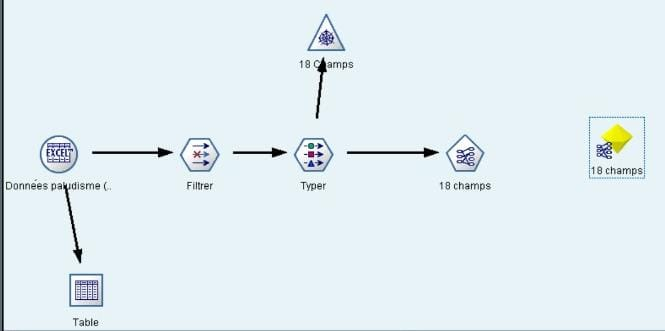 18 Champs
EXCEL
Données paludisme (..
Filtrer
Typer
18 champs
18 champs
Table